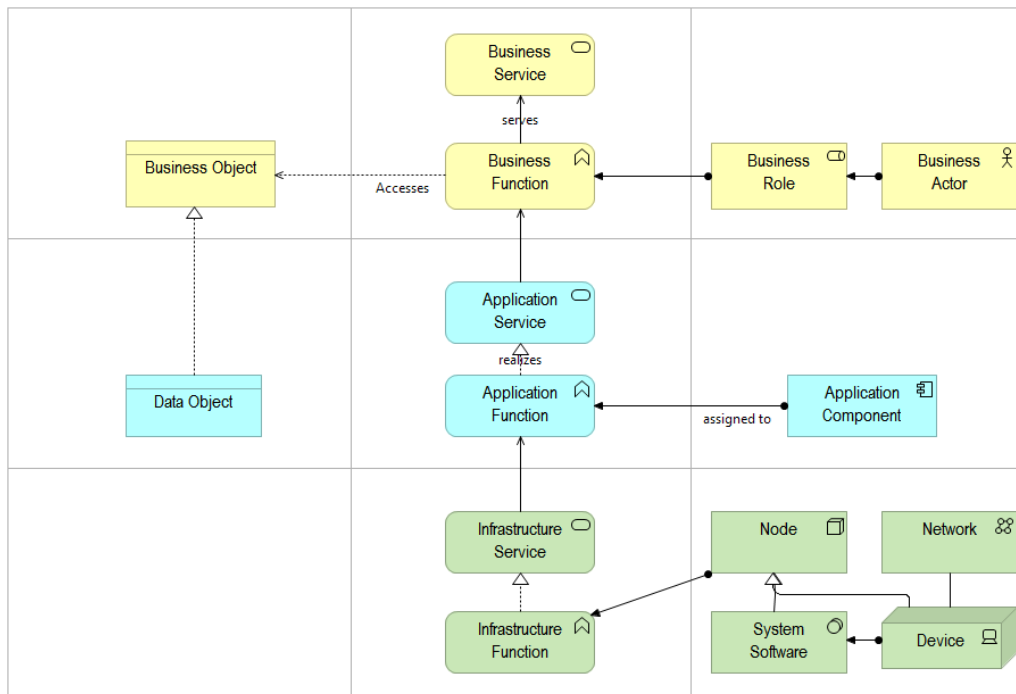 Business
Service
serves
Business Object
Accesses
Business
Function
Business
Role
Business
Actor
Application
Service
realizes
Data Object
Application
Function
assigned to
Application
Component
Infrastructure
Service
Node
Network
Infrastructure
Function
System
Software
Device